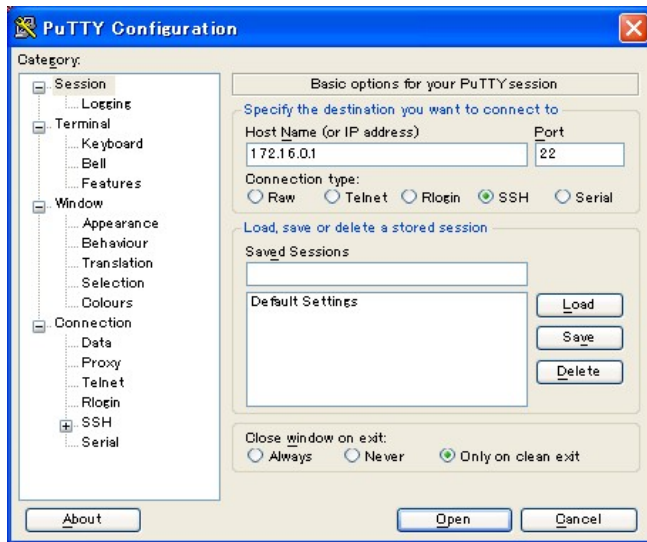 PuTTY Configuration
Category:
Session
Logging
Terminal
Keyboard
Bell
Features
Window
Appearance
Behaviour
Translation
Selection
Colours
Connection
Data
Proxy
Telnet
Rlogin
SSH
Serial
Basic options for your PuTTY session
Specify the destination you want to connect to
Host Name (or IP address) Port
172.16.0.1 22
Connection type:
Raw Telnet Rlogin SSH Serial
Load, save or delete a stored session
Saved Sessions
Default Settings
Load
Save
Delete
Close window on exit:
Always Never Only on clean exit
About Open Cancel